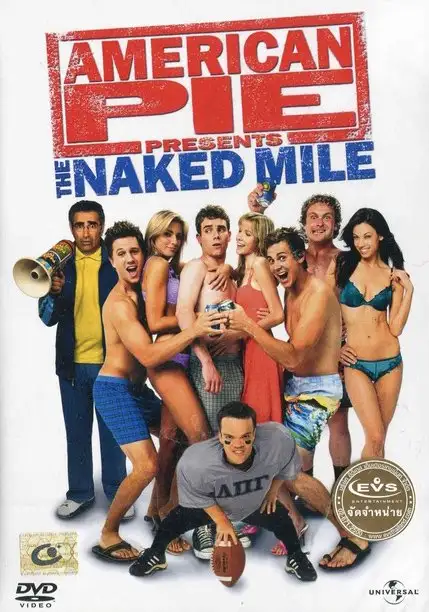 AMERICAN
PIE
PRESENTS
THE NAKED MILE
ΔΙΠ
EVS
ENTERTAINMENT
จัดจำหน่าย
DVD
VIDEO
UNIVERSAL